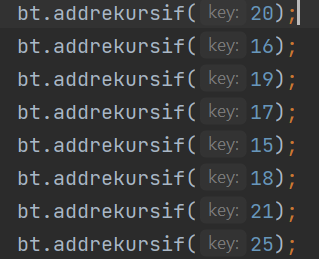 bt.addrekursif( key: 20);
bt.addrekursif( key: 16);
bt.addrekursif( key: 19);
bt.addrekursif( key: 17);
bt.addrekursif( key: 15);
bt.addrekursif( key: 18);
bt.addrekursif( key: 21);
bt.addrekursif( key: 25);